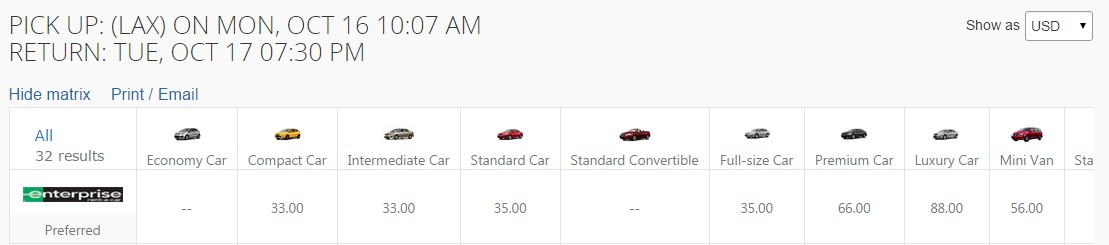 PICK UP: (LAX) ON MON, OCT 16 10:07 AM
Show as USD
RETURN: TUE, OCT 17 07:30 PM
Hide matrix Print / Email
All
32 results
Economy Car Compact Car Intermediate Car Standard Car Standard Convertible Full-size Car Premium Car Luxury Car Mini Van Sta
enterprise
rent-a-car
-- 33.00 33.00 35.00 -- 35.00 66.00 88.00 56.00
Preferred